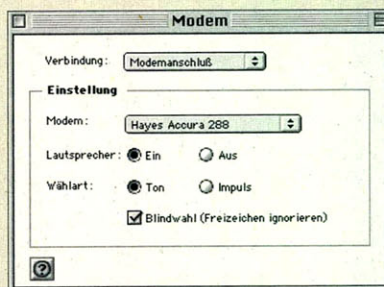 Modem
Verbindung: Modemanschluß
Einstellung
Modem: Hayes Accura 288
Lautsprecher: Ein Aus
Wählart: Ton Impuls
Blindwahl (Freizeichen ignorieren)
?